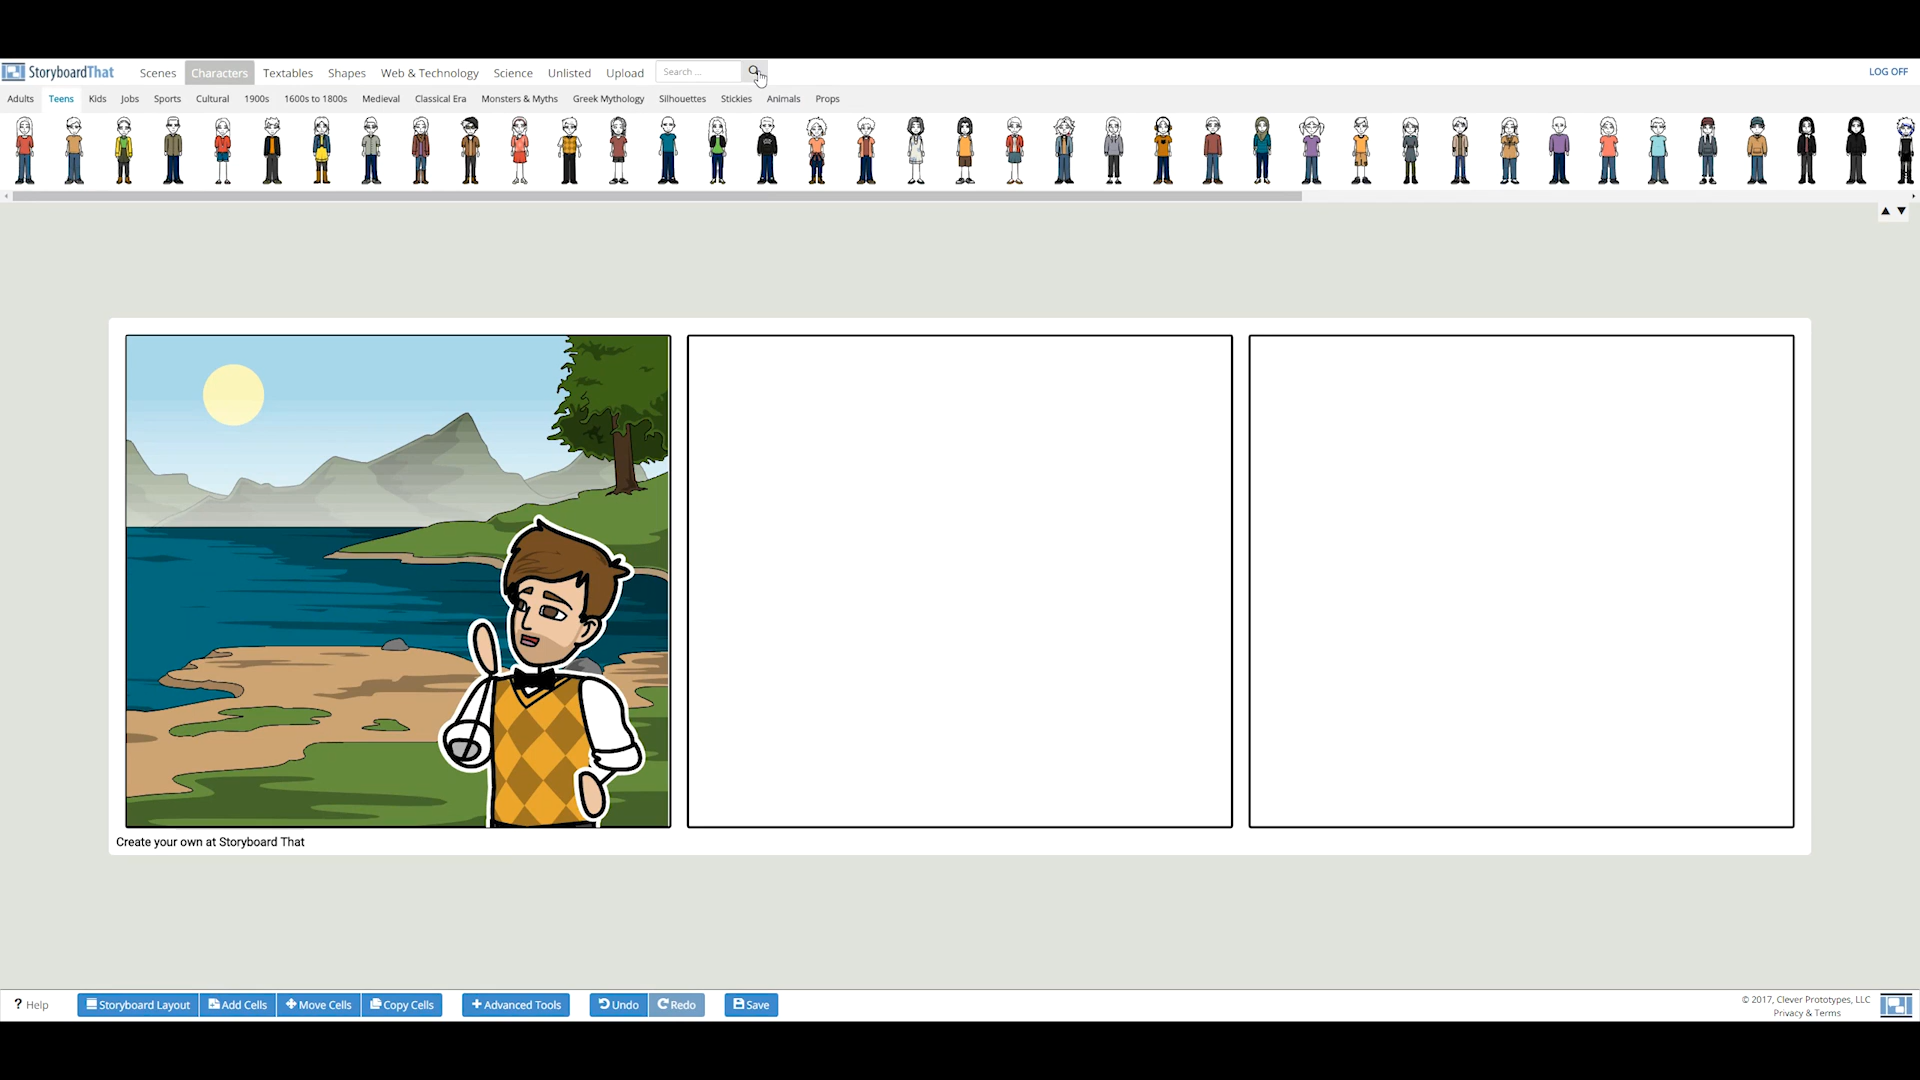 StoryboardThat Scenes Characters Textables Shapes Web & Technology Science Unlisted Upload Search ... LOG OFF
Adults Teens Kids Jobs Sports Cultural 1900s 1600s to 1800s Medieval Classical Era Monsters & Myths Greek Mythology Silhouettes Stickies Animals Props
Create your own at Storyboard That
? Help Storyboard Layout Add Cells Move Cells Copy Cells + Advanced Tools Undo Redo Save © 2017, Clever Prototypes, LLC
Privacy & Terms